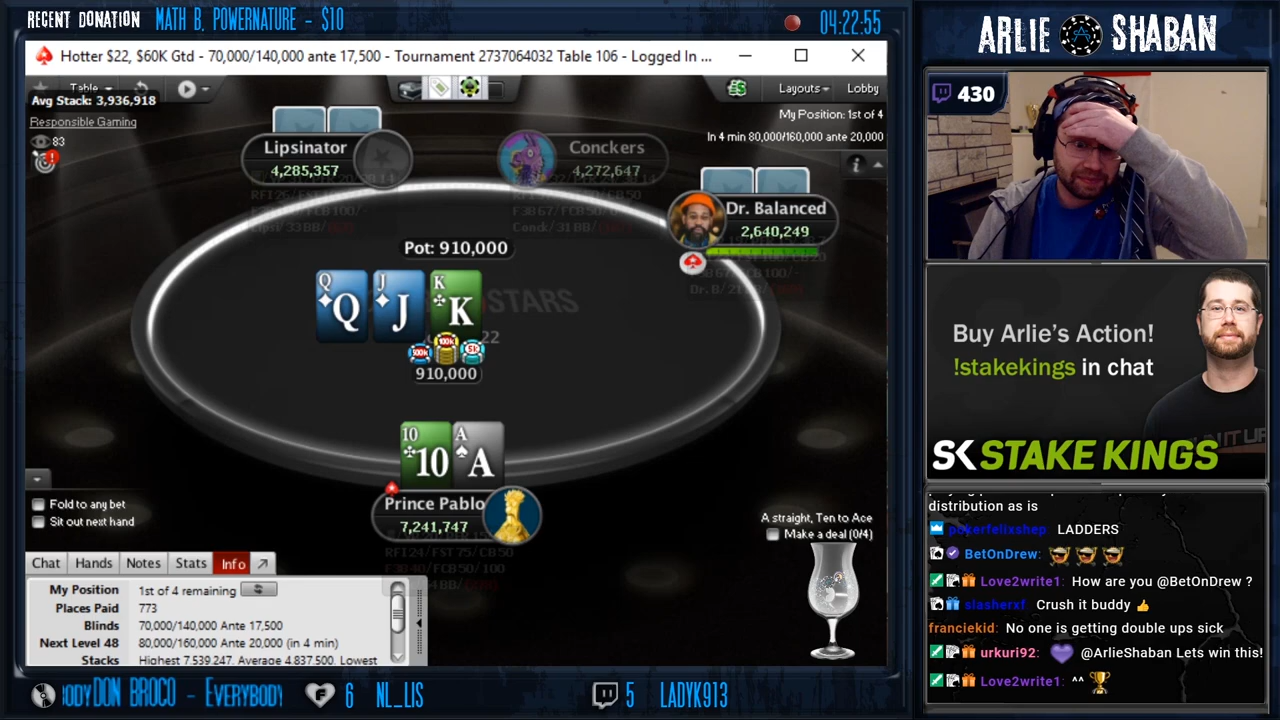 RECENT DONATION MATH B. POWERNATURE - $10
04:22:55
ARLIE SHABAN
Hotter $22, $60K Gtd - 70,000/140,000 ante 17,500 - Tournament 2737064032 Table 106 - Logged In ...
Table
Layouts
Lobby
Avg Stack: 3,936,918
Responsible Gaming
83
My Position: 1st of 4
In 4 min 80,000/160,000 ante 20,000
430
Lipsinator
4,285,357
Conckers
4,272,647
Dr. Balanced
2,640,249
Pot: 910,000
Q J K
Q J K
STARS
910,000
10 A
10 A
Prince Pablo
7,241,747
Fold to any bet
Sit out next hand
A straight, Ten to Ace
Make a deal (0/4)
Chat Hands Notes Stats Info
My Position 1st of 4 remaining
Places Paid 773
Blinds 70,000/140,000 Ante 17,500
Next Level 48 80,000/160,000 Ante 20,000 (in 4 min)
Stacks Highest 7,539,247, Average 4,837,500, Lowest
Buy Arlie's Action!
!stakekings in chat
SK STAKE KINGS
distribution as is
pokerfelixshep LADDERS
BetOnDrew:
Love2write1: How are you @BetOnDrew ?
slasherxf Crush it buddy
franciekid: No one is getting double ups sick
urkuri92: @ArlieShaban Lets win this!
Love2write1: ^^
DON BROCO - EVERYBODY
6 NL_LIS
5 LADYK913